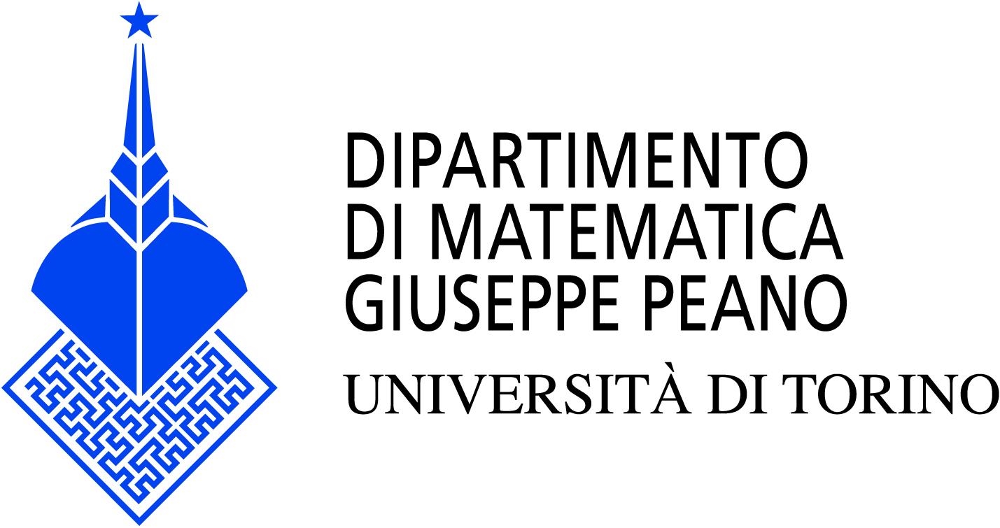 DIPARTIMENTO
DI MATEMATICA
GIUSEPPE PEANO
UNIVERSITÀ DI TORINO